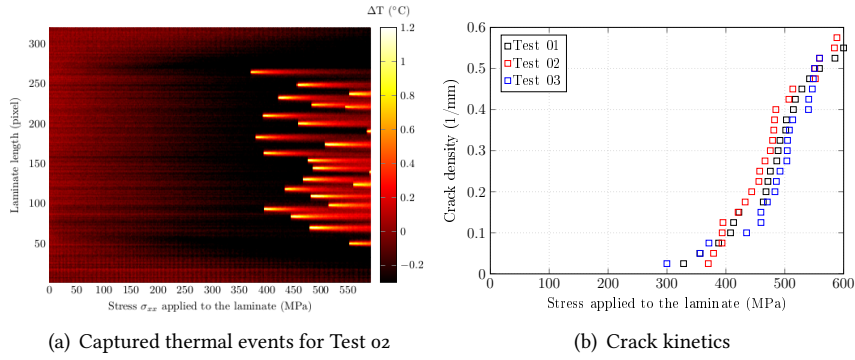 ΔT (°C)
320
300
250
200
150
100
50
Laminate length (pixel)
0 50 100 150 200 250 300 350 400 450 500 550
Stress σxx applied to the laminate (MPa)
1.2
1
0.8
0.6
0.4
0.2
0
−0.2
(a) Captured thermal events for Test 02
0.6
0.5
0.4
0.3
0.2
0.1
0
Crack density (1/mm)
Test 01
Test 02
Test 03
0 100 200 300 400 500 600
Stress applied to the laminate (MPa)
(b) Crack kinetics